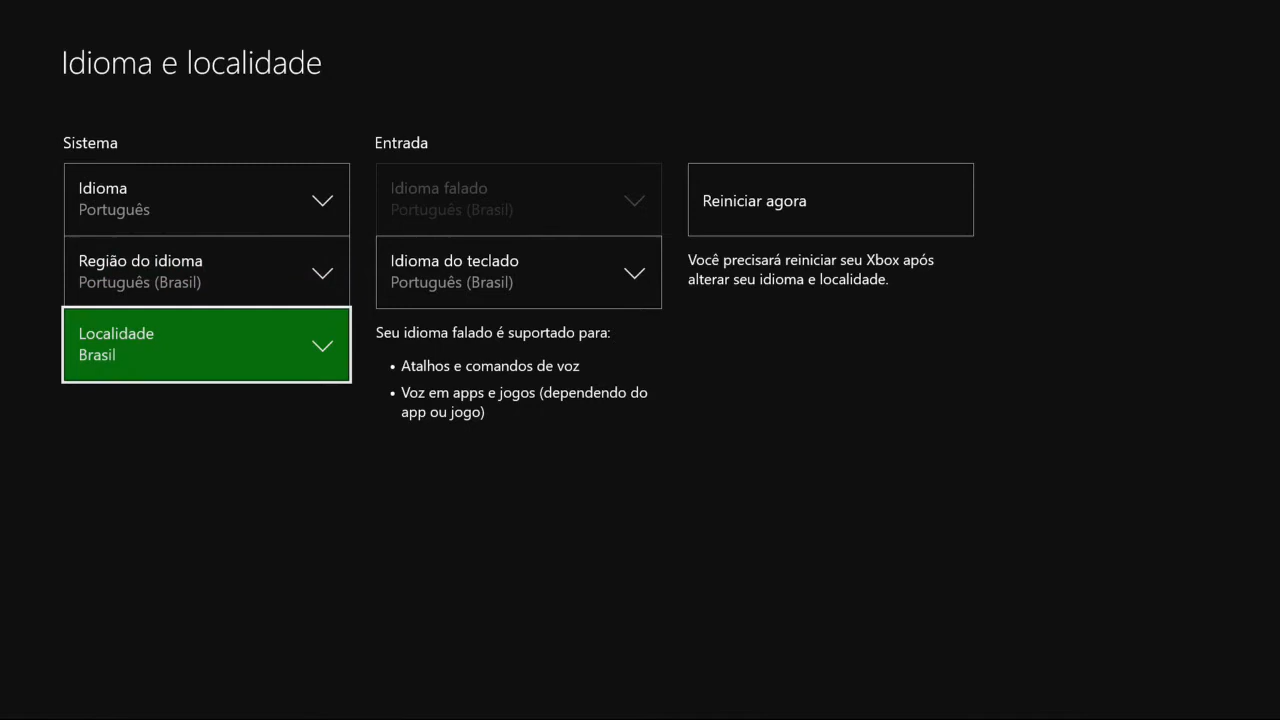 Idioma e localidade
Sistema
Idioma
Português
Região do idioma
Português (Brasil)
Localidade
Brasil
Entrada
Idioma falado
Português (Brasil)
Idioma do teclado
Português (Brasil)
Seu idioma falado é suportado para:
• Atalhos e comandos de voz
• Voz em apps e jogos (dependendo do
app ou jogo)
Reiniciar agora
Você precisará reiniciar seu Xbox após
alterar seu idioma e localidade.